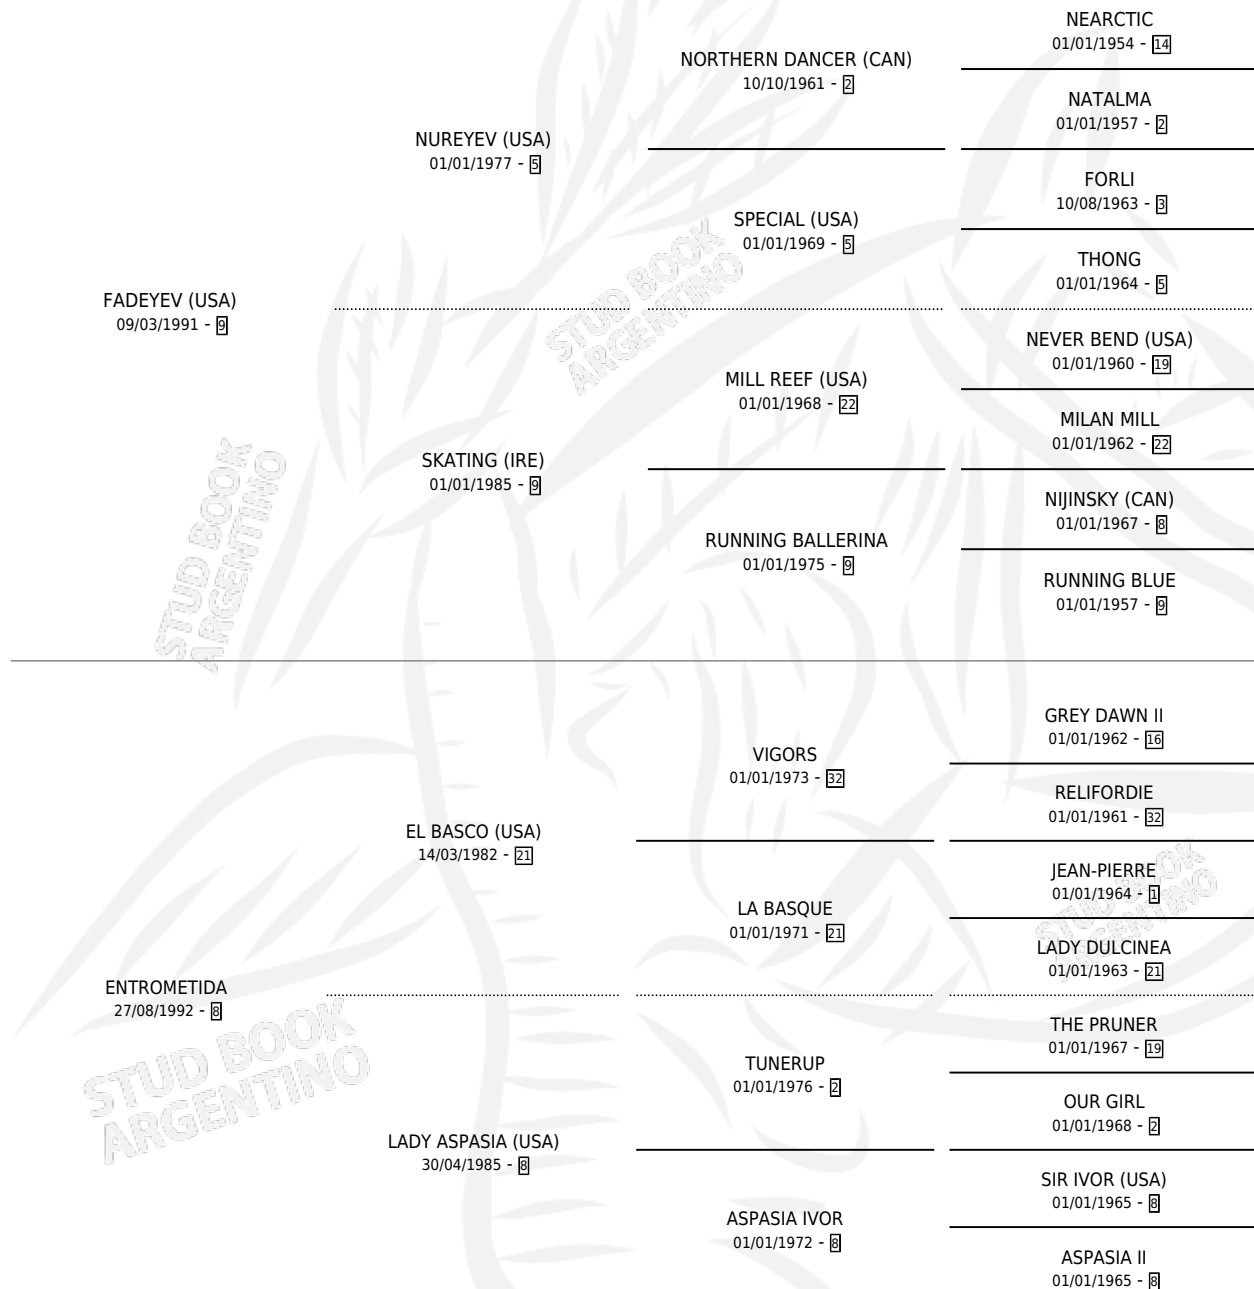 NEARCTIC
01/01/1954 - 14
NORTHERN DANCER (CAN)
10/10/1961 - 2
NATALMA
01/01/1957 - 2
NUREYEV (USA)
01/01/1977 - 5
FORLI
10/08/1963 - 3
SPECIAL (USA)
01/01/1969 - 5
THONG
01/01/1964 - 5
FADEYEV (USA)
09/03/1991 - 9
STUD BOOK
ARGENTINO
NEVER BEND (USA)
01/01/1960 - 19
MILL REEF (USA)
01/01/1968 - 22
MILAN MILL
01/01/1962 - 22
SKATING (IRE)
01/01/1985 - 9
NIJINSKY (CAN)
01/01/1967 - 8
RUNNING BALLERINA
01/01/1975 - 9
RUNNING BLUE
01/01/1957 - 9
STUD BOOK
ARGENTINO
GREY DAWN II
01/01/1962 - 16
VIGORS
01/01/1973 - 32
RELIFORDIE
01/01/1961 - 32
EL BASCO (USA)
14/03/1982 - 21
JEAN-PIERRE
01/01/1964 - 1
LA BASQUE
01/01/1971 - 21
STUD BOOK
ARGENTINO
LADY DULCINEA
01/01/1963 - 21
ENTROMETIDA
27/08/1992 - 8
STUD BOOK
ARGENTINO
THE PRUNER
01/01/1967 - 19
TUNERUP
01/01/1976 - 2
OUR GIRL
01/01/1968 - 2
LADY ASPASIA (USA)
30/04/1985 - 8
SIR IVOR (USA)
01/01/1965 - 8
ASPASIA IVOR
01/01/1972 - 8
ASPASIA II
01/01/1965 - 8